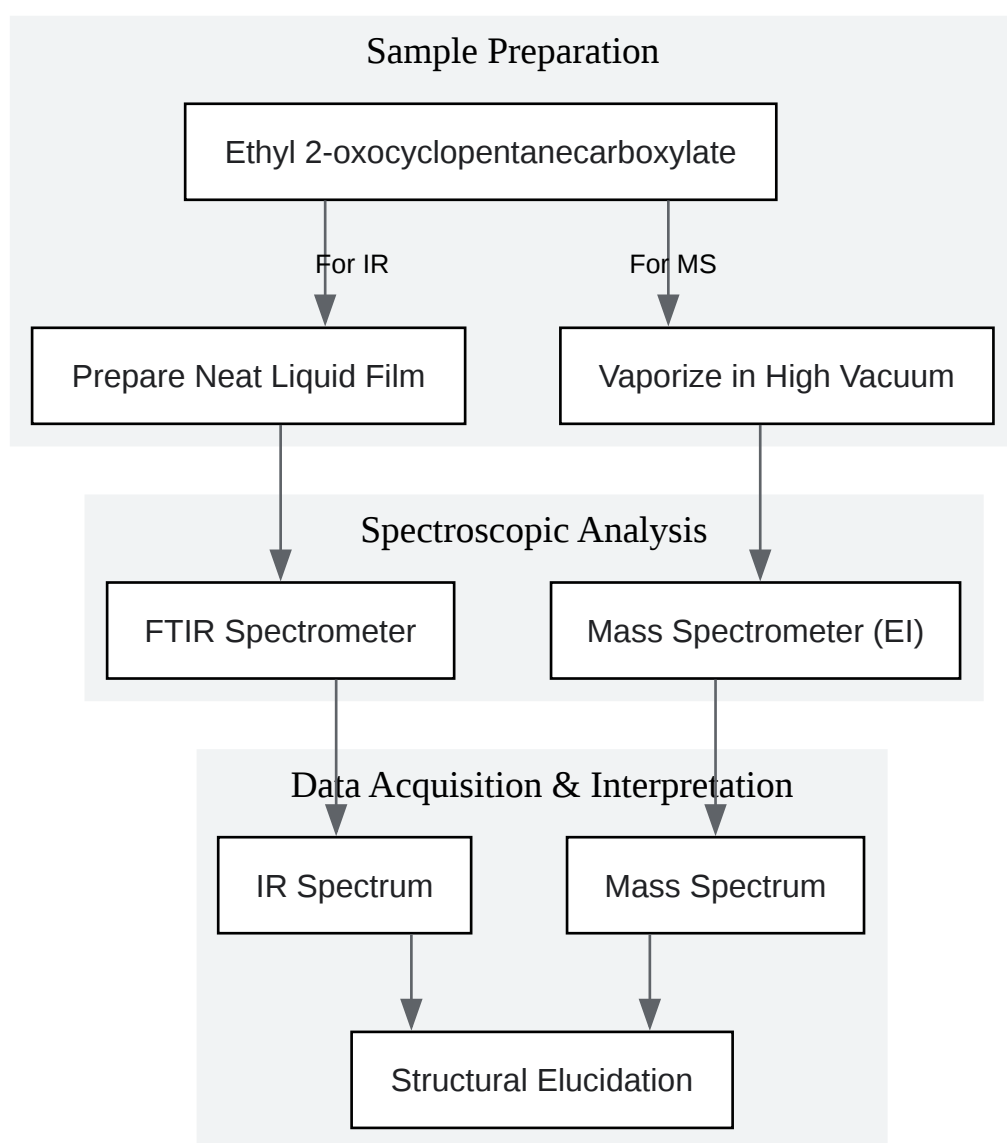 Sample Preparation
Ethyl 2-oxocyclopentanecarboxylate
For IR
For MS
Prepare Neat Liquid Film
Vaporize in High Vacuum
Spectroscopic Analysis
FTIR Spectrometer
Mass Spectrometer (EI)
Data Acquisition & Interpretation
IR Spectrum
Mass Spectrum
Structural Elucidation